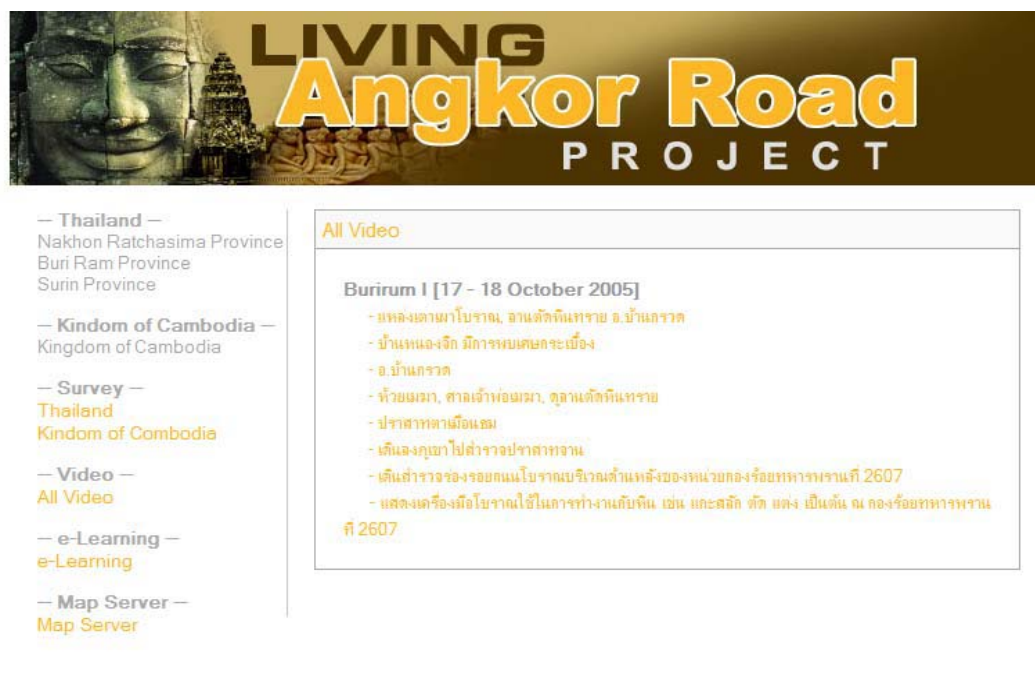 LIVING
Angkor Road
PROJECT
— Thailand —
Nakhon Ratchasima Province
Buri Ram Province
Surin Province
— Kindom of Cambodia —
Kingdom of Cambodia
— Survey —
Thailand
Kindom of Combodia
— Video —
All Video
— e-Learning —
e-Learning
— Map Server —
Map Server
All Video
Burirum I [17 - 18 October 2005]
- แหล่งเตาเผาโบราณ, ลานตัดหินทราย อ.บ้านกรวด
- บ้านหนองจิก มีการพบเศษกระเบื้อง
- อ.บ้านกรวด
- ห้วยเมฆา, ศาลเจ้าพ่อเมฆา, ดูลานตัดหินทราย
- ปราสาทตาเมือนธม
- เดินลงภูเขาไปสำรวจปราสาททอง
- เดินสำรวจร่องรอยถนนโบราณบริเวณด้านหลังของหน่วยกองร้อยทหารพรานที่ 2607
- แสดงเครื่องมือโบราณใช้ในการทำงานกับหิน เช่น แกะสลัก ตัด แต่ง เป็นต้น ณ กองร้อยทหารพราน
ที่ 2607